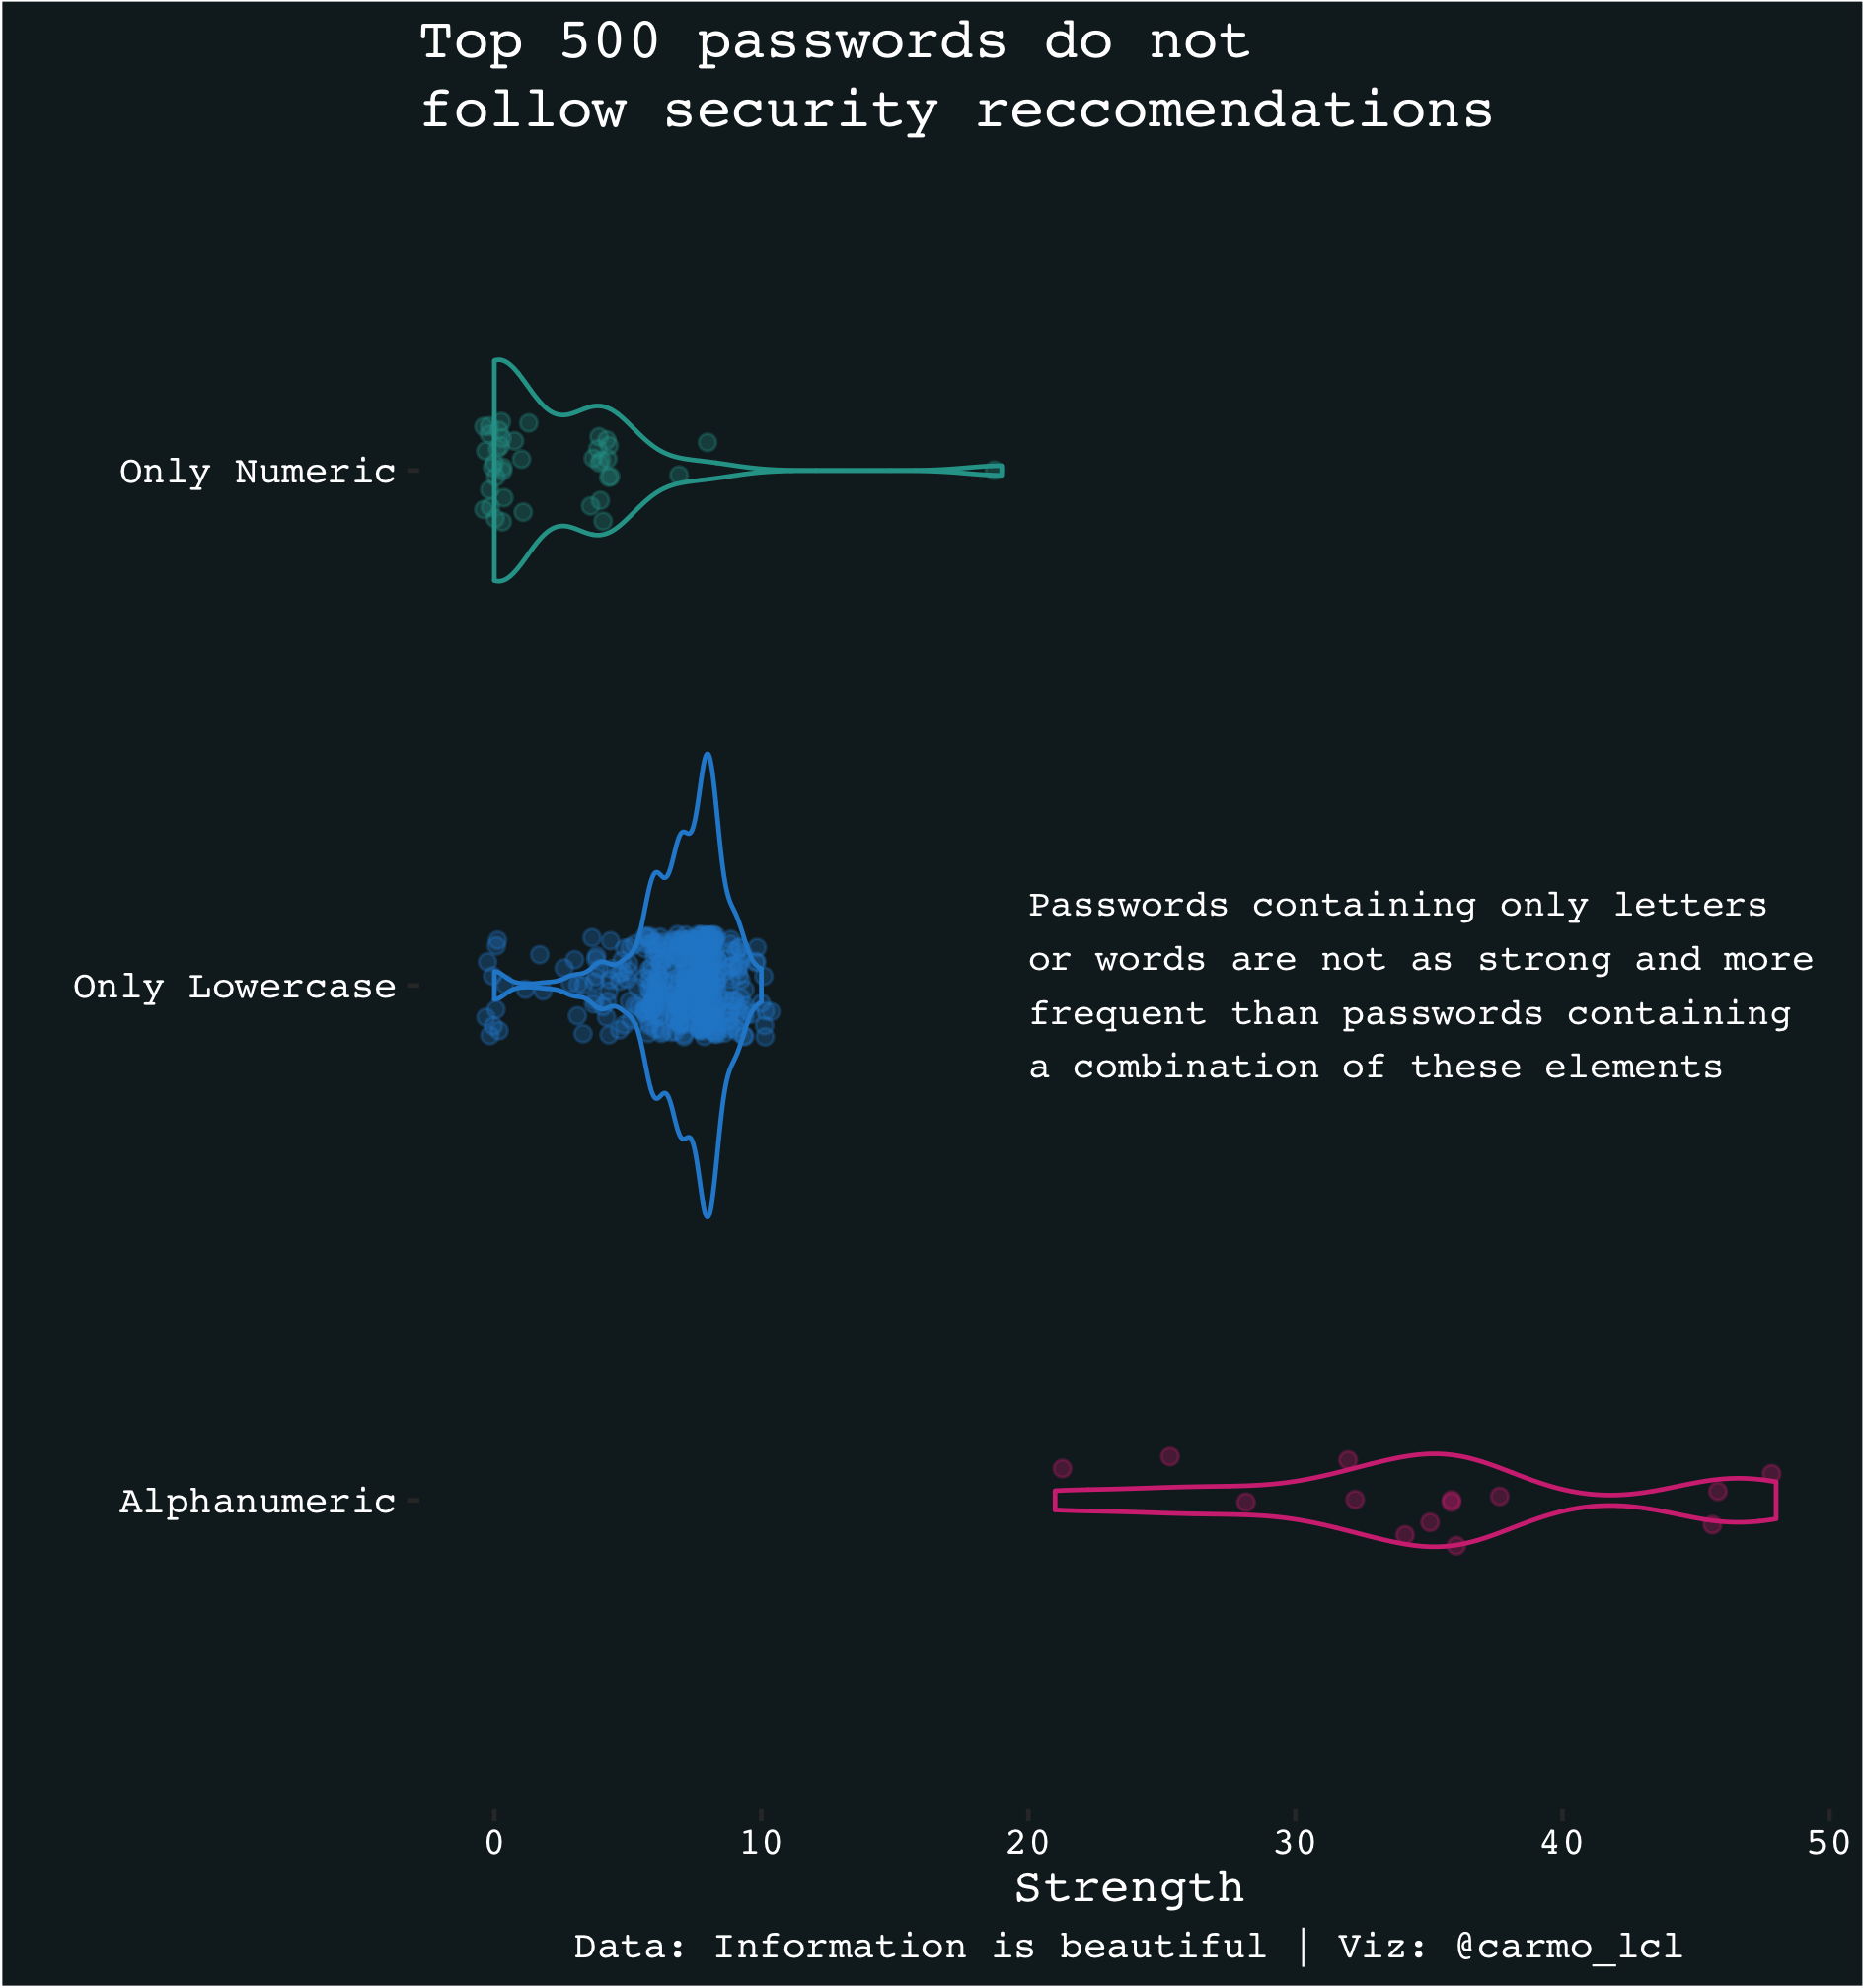 Top 500 passwords do not
follow security reccomendations
Only Numeric
Only Lowercase
Passwords containing only letters
or words are not as strong and more
frequent than passwords containing
a combination of these elements
Alphanumeric
0 10 20 30 40 50
Strength
Data: Information is beautiful | Viz: @carmo_lcl